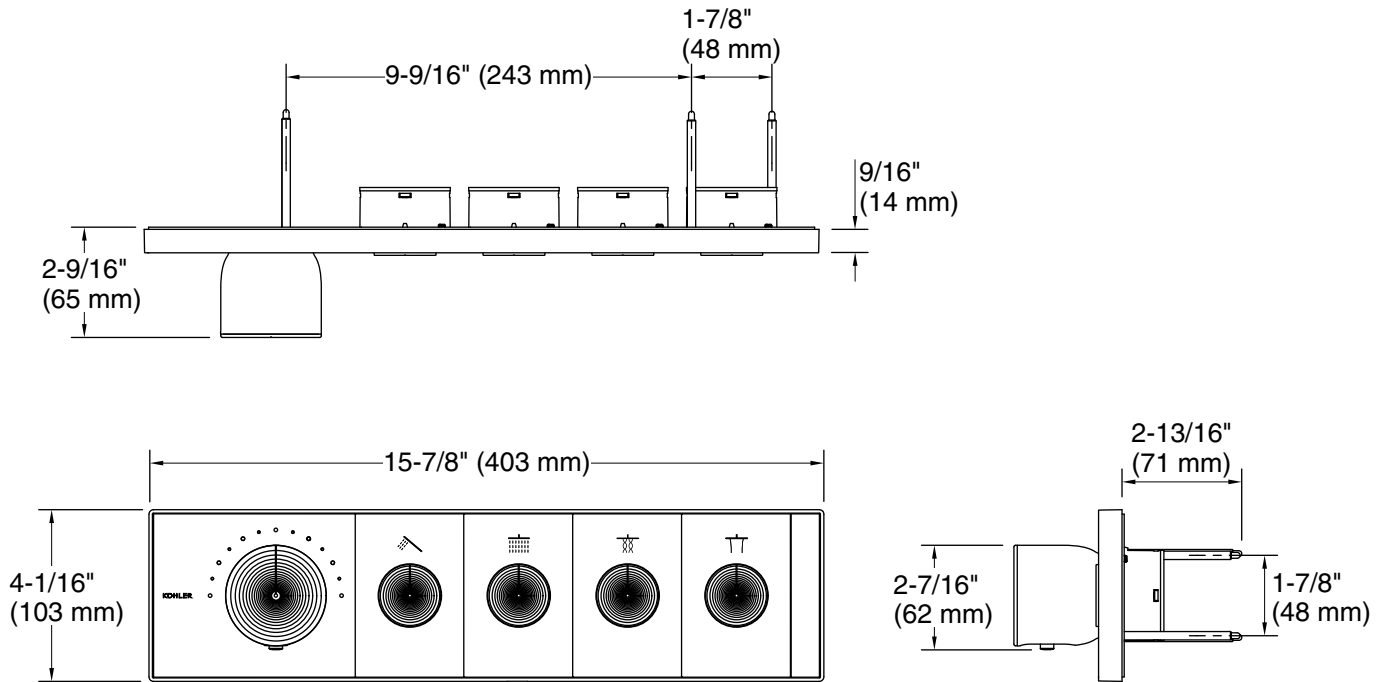 1-7/8"
(48 mm)
9-9/16" (243 mm)
9/16"
(14 mm)
2-9/16"
(65 mm)
15-7/8" (403 mm)
2-13/16"
(71 mm)
4-1/16"
(103 mm)
KOHLER
2-7/16"
(62 mm)
1-7/8"
(48 mm)